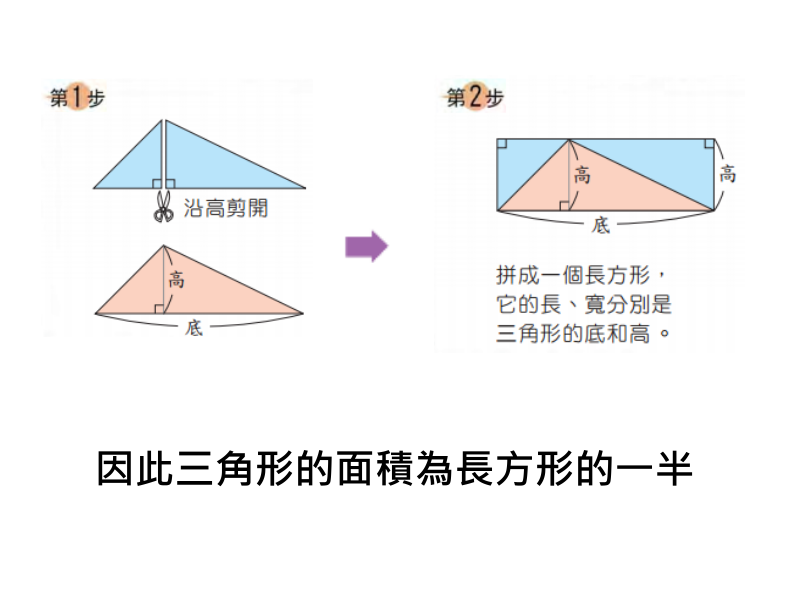 第1步
沿高剪開
高
底
第2步
高
高
底
拼成一個長方形，
它的長、寬分別是
三角形的底和高。
因此三角形的面積為長方形的一半